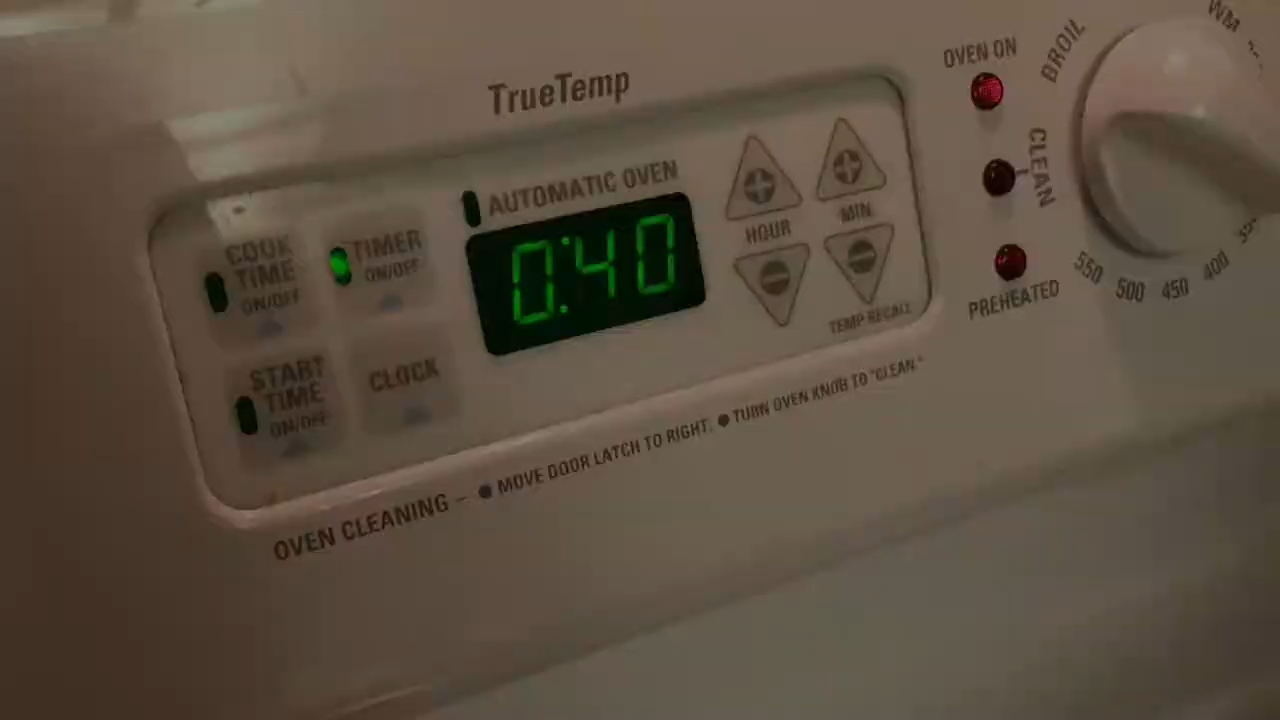 TrueTemp
OVEN ON
BROIL
WM
CLEAN
AUTOMATIC OVEN
COOK
TIME
ON/OFF
TIMER
ON/OFF
0:40
HOUR
MIN
START
TIME
ON/OFF
CLOCK
TEMP RECALL
PREHEATED
550
500
450
400
OVEN CLEANING – ● MOVE DOOR LATCH TO RIGHT. ● TURN OVEN KNOB TO "CLEAN."